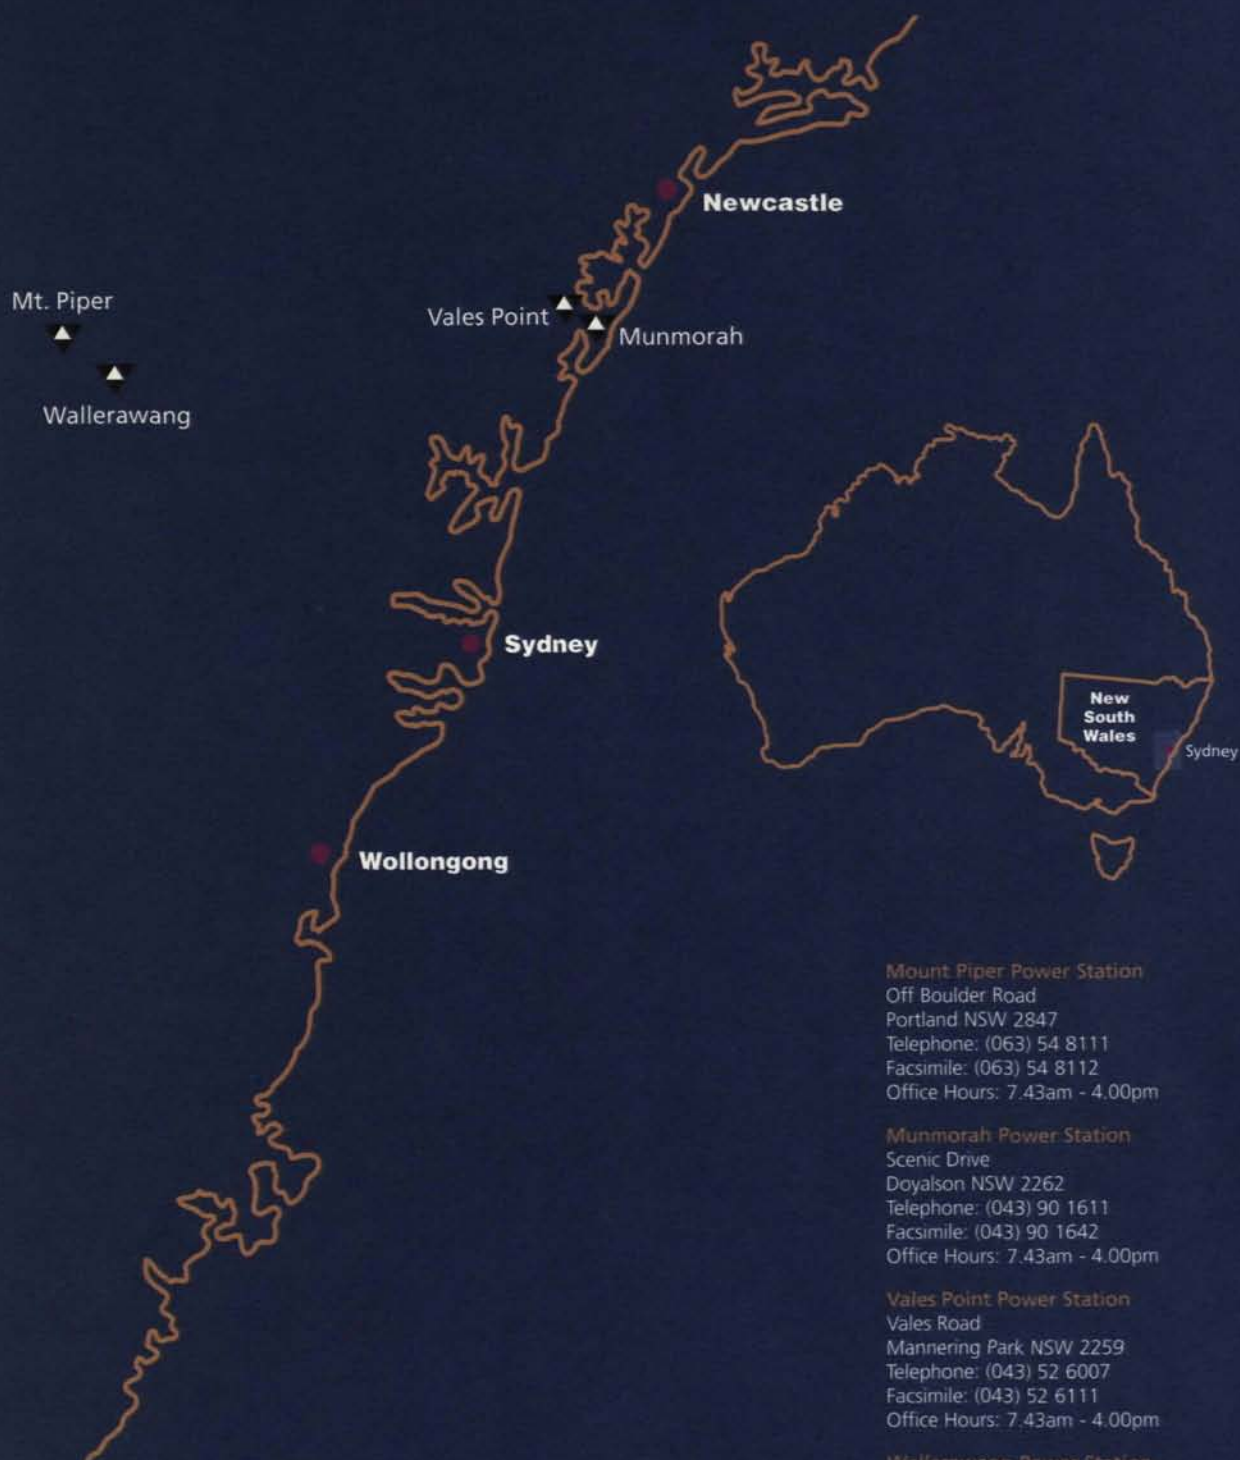 Newcastle
Mt. Piper
Vales Point
Munmorah
Wallerawang
Sydney
New
South
Wales
Sydney
Wollongong
Mount Piper Power Station
Off Boulder Road
Portland NSW 2847
Telephone: (063) 54 8111
Facsimile: (063) 54 8112
Office Hours: 7.43am - 4.00pm
Munmorah Power Station
Scenic Drive
Doyalson NSW 2262
Telephone: (043) 90 1611
Facsimile: (043) 90 1642
Office Hours: 7.43am - 4.00pm
Vales Point Power Station
Vales Road
Mannering Park NSW 2259
Telephone: (043) 52 6007
Facsimile: (043) 52 6111
Office Hours: 7.43am - 4.00pm